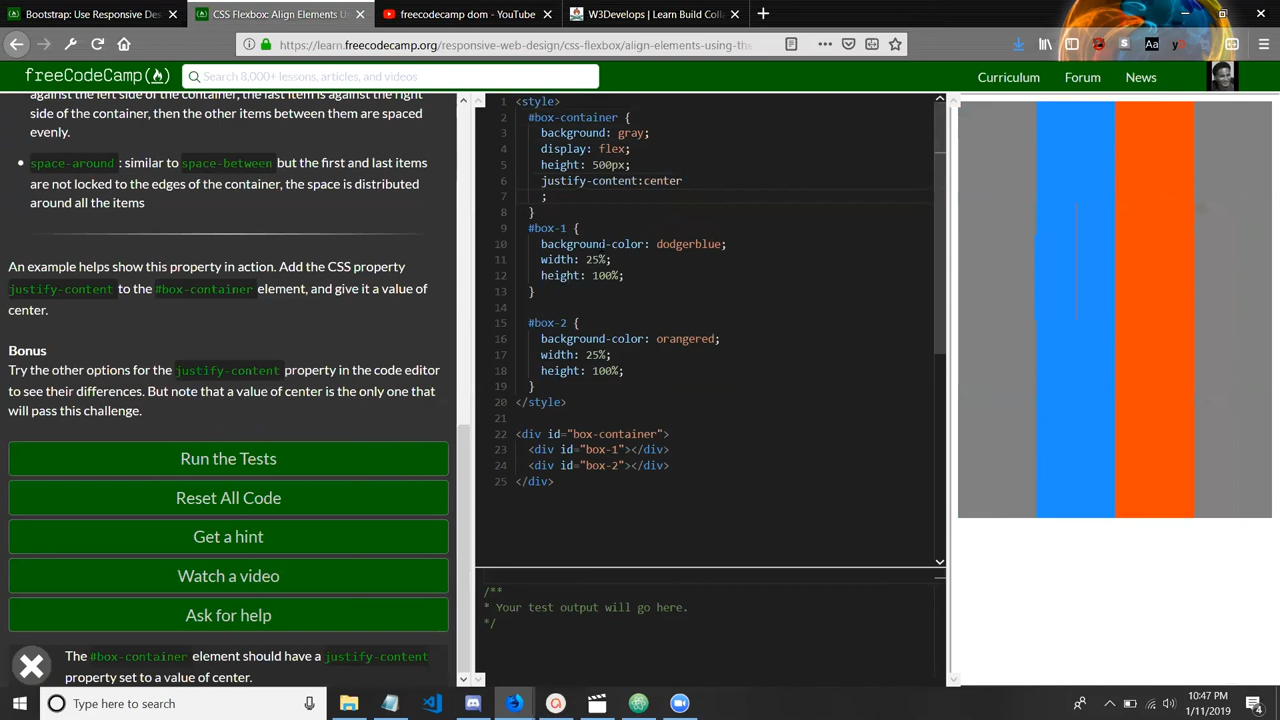 Bootstrap: Use Responsive Des
CSS Flexbox: Align Elements U
freecodecamp dom - YouTube
W3Develops | Learn Build Coll
https://learn.freecodecamp.org/responsive-web-design/css-flexbox/align-elements-using-the
freeCodeCamp
Search 8,000+ lessons, articles, and videos
Curriculum
Forum
News
against the left side of the container, the last item is against the right
side of the container, then the other items between them are spaced
evenly.
space-around : similar to space-between but the first and last items
are not locked to the edges of the container, the space is distributed
around all the items
An example helps show this property in action. Add the CSS property
justify-content to the #box-container element, and give it a value of
center.
Bonus
Try the other options for the justify-content property in the code editor
to see their differences. But note that a value of center is the only one that
will pass this challenge.
Run the Tests
Reset All Code
Get a hint
Watch a video
Ask for help
The #box-container element should have a justify-content
property set to a value of center.
1 <style>
2 #box-container {
3 background: gray;
4 display: flex;
5 height: 500px;
6 justify-content:center
7 ;
8 }
9 #box-1 {
10 background-color: dodgerblue;
11 width: 25%;
12 height: 100%;
13 }
14
15 #box-2 {
16 background-color: orangered;
17 width: 25%;
18 height: 100%;
19 }
20 </style>
21
22 <div id="box-container">
23 <div id="box-1"></div>
24 <div id="box-2"></div>
25 </div>
/**
* Your test output will go here.
*/
Type here to search
10:47 PM
1/11/2019
4